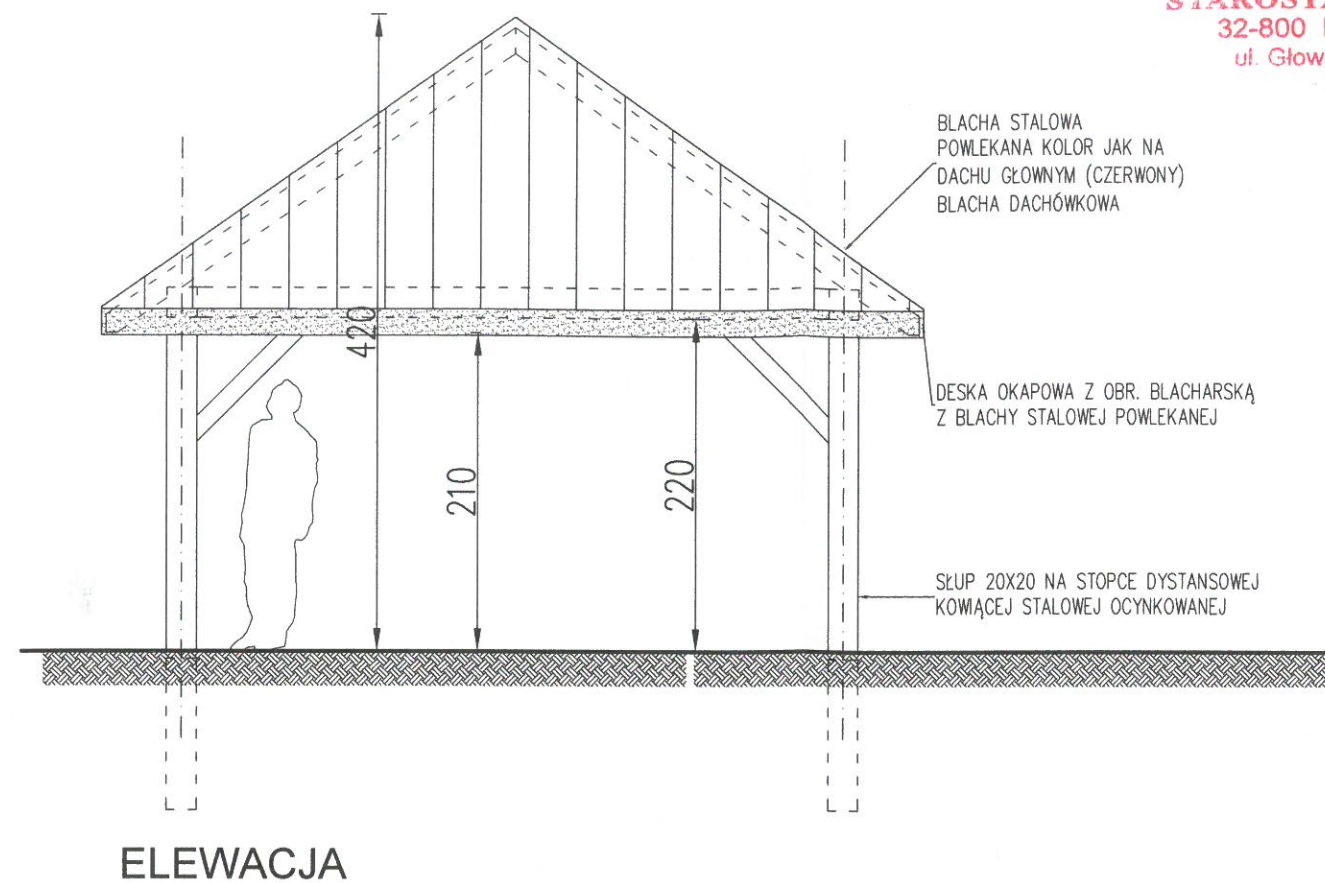 32-800
ul. Głow
BLACHA STALOWA
POWLEKANA KOLOR JAK NA
DACHU GŁOWNYM (CZERWONY)
BLACHA DACHÓWKOWA
420
DESKA OKAPOWA Z OBR. BLACHARSKĄ
Z BLACHY STALOWEJ POWLEKANEJ
210
220
SŁUP 20X20 NA STOPCE DYSTANSOWEJ
KOWIĄCEJ STALOWEJ OCYNKOWANEJ
ELEWACJA